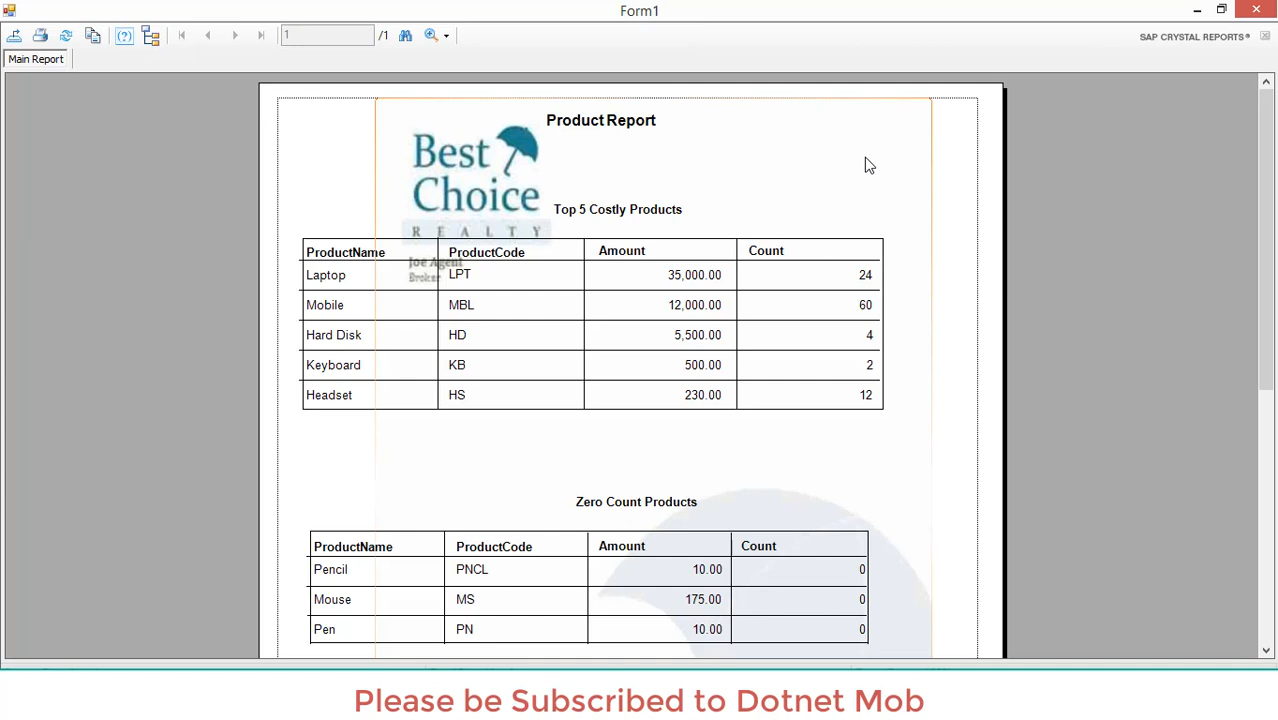 Form1
1
/1
SAP CRYSTAL REPORTS®
Main Report
Product Report
Best
Choice
REALTY
Top 5 Costly Products
ProductName ProductCode Amount Count
Joe Agent
Broker
Laptop LPT 35,000.00 24
Mobile MBL 12,000.00 60
Hard Disk HD 5,500.00 4
Keyboard KB 500.00 2
Headset HS 230.00 12
Zero Count Products
ProductName ProductCode Amount Count
Pencil PNCL 10.00 0
Mouse MS 175.00 0
Pen PN 10.00 0
Please be Subscribed to Dotnet Mob